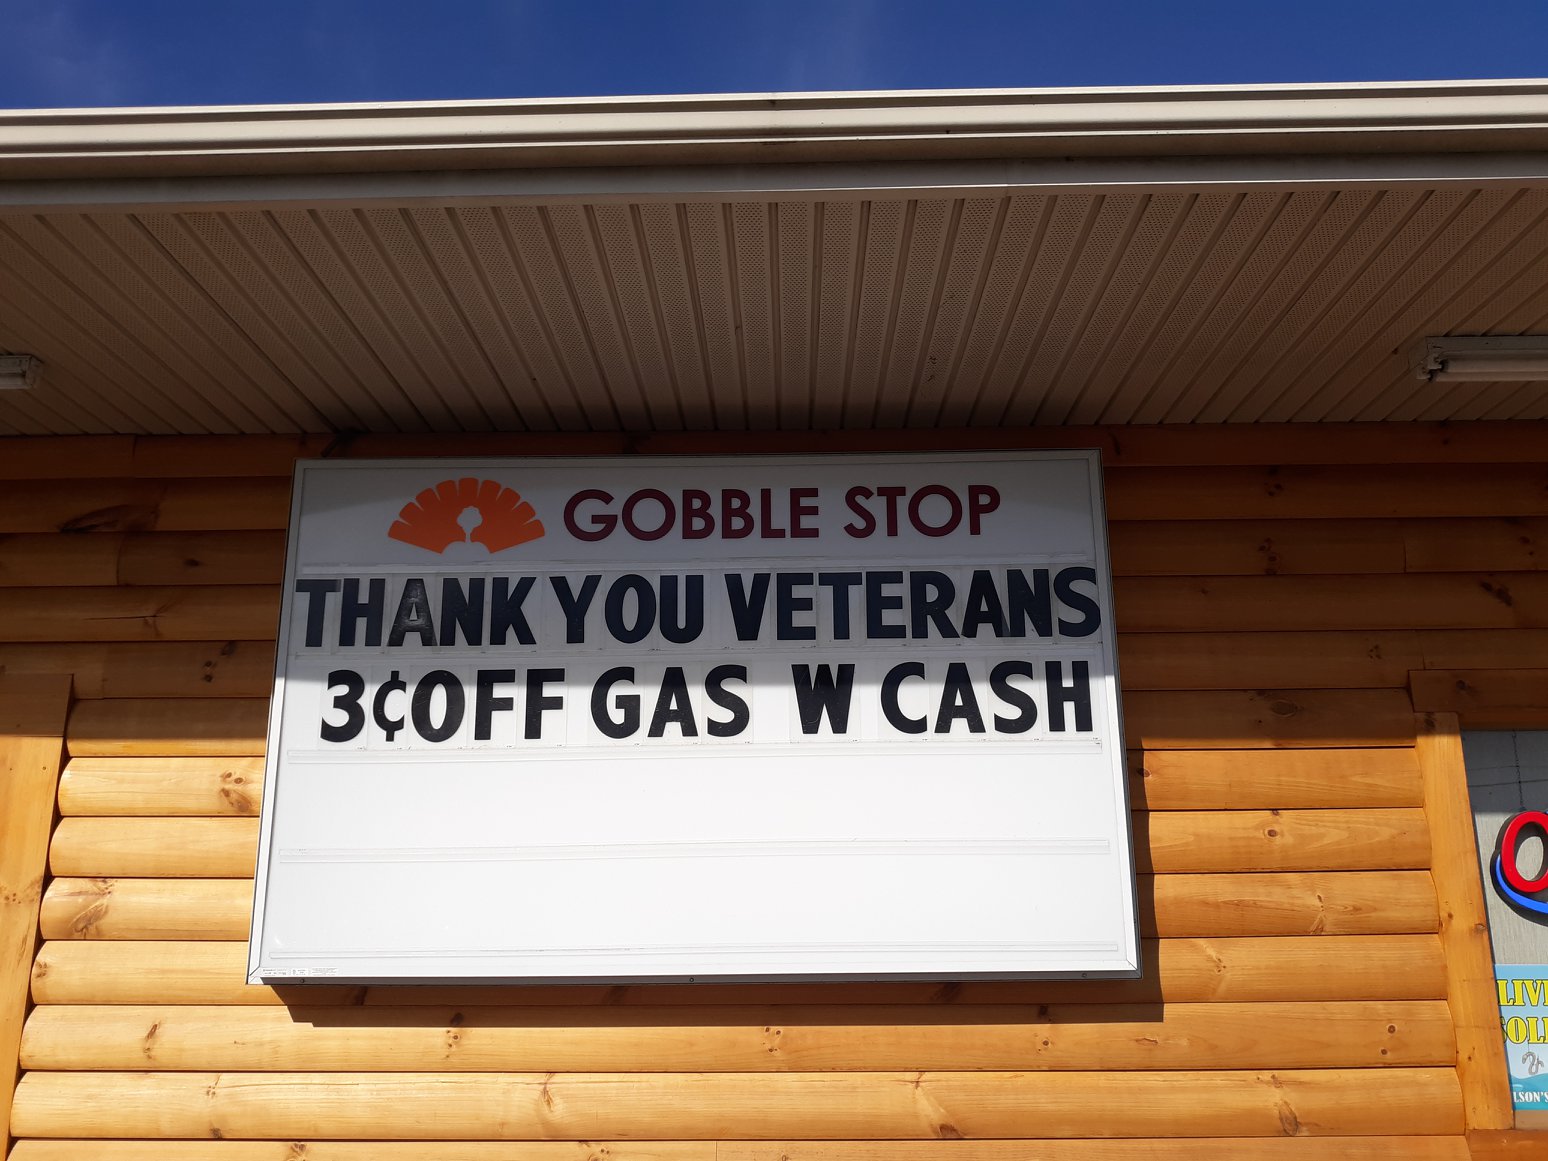 GOBBLE STOP
THANK YOU VETERANS
3¢ OFF GAS W CASH